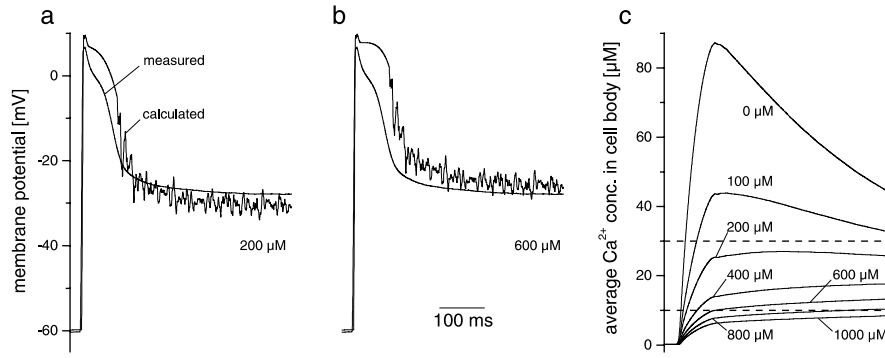 a
b
c
membrane potential [mV]
0
-20
-40
-60
measured
calculated
200 µM
600 µM
100 ms
average Ca2+ conc. in cell body [µM]
80
60
40
20
0
0 µM
100 µM
200 µM
400 µM
600 µM
800 µM
1000 µM